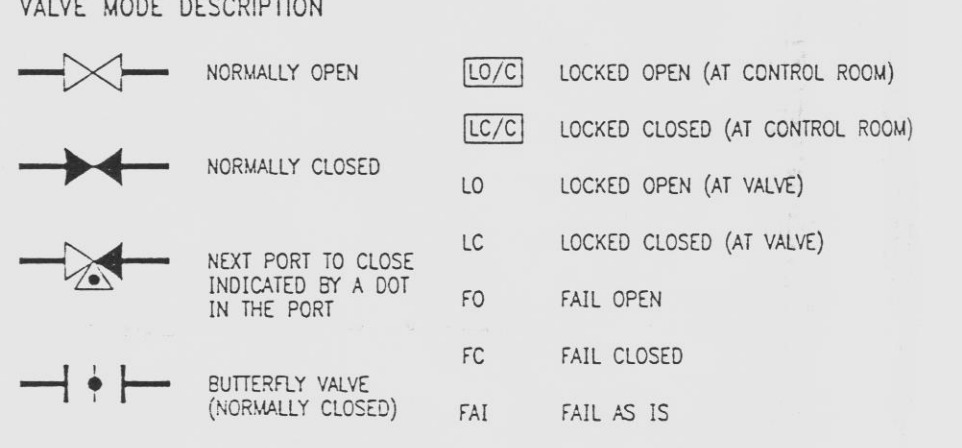 VALVE MODE DESCRIPTION
NORMALLY OPEN
NORMALLY CLOSED
NEXT PORT TO CLOSE
INDICATED BY A DOT
IN THE PORT
BUTTERFLY VALVE
(NORMALLY CLOSED)
LO/C LOCKED OPEN (AT CONTROL ROOM)
LC/C LOCKED CLOSED (AT CONTROL ROOM)
LO LOCKED OPEN (AT VALVE)
LC LOCKED CLOSED (AT VALVE)
FO FAIL OPEN
FC FAIL CLOSED
FAI FAIL AS IS